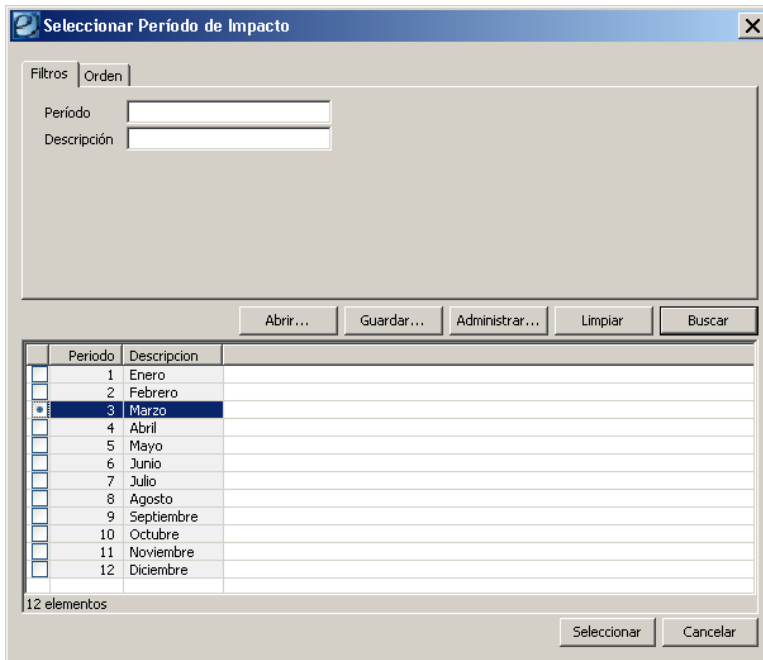 Seleccionar Período de Impacto
Filtros Orden
Período
Descripción
Abrir... Guardar... Administrar... Limpiar Buscar
Periodo Descripcion
1 Enero
2 Febrero
3 Marzo
4 Abril
5 Mayo
6 Junio
7 Julio
8 Agosto
9 Septiembre
10 Octubre
11 Noviembre
12 Diciembre
12 elementos
Seleccionar Cancelar